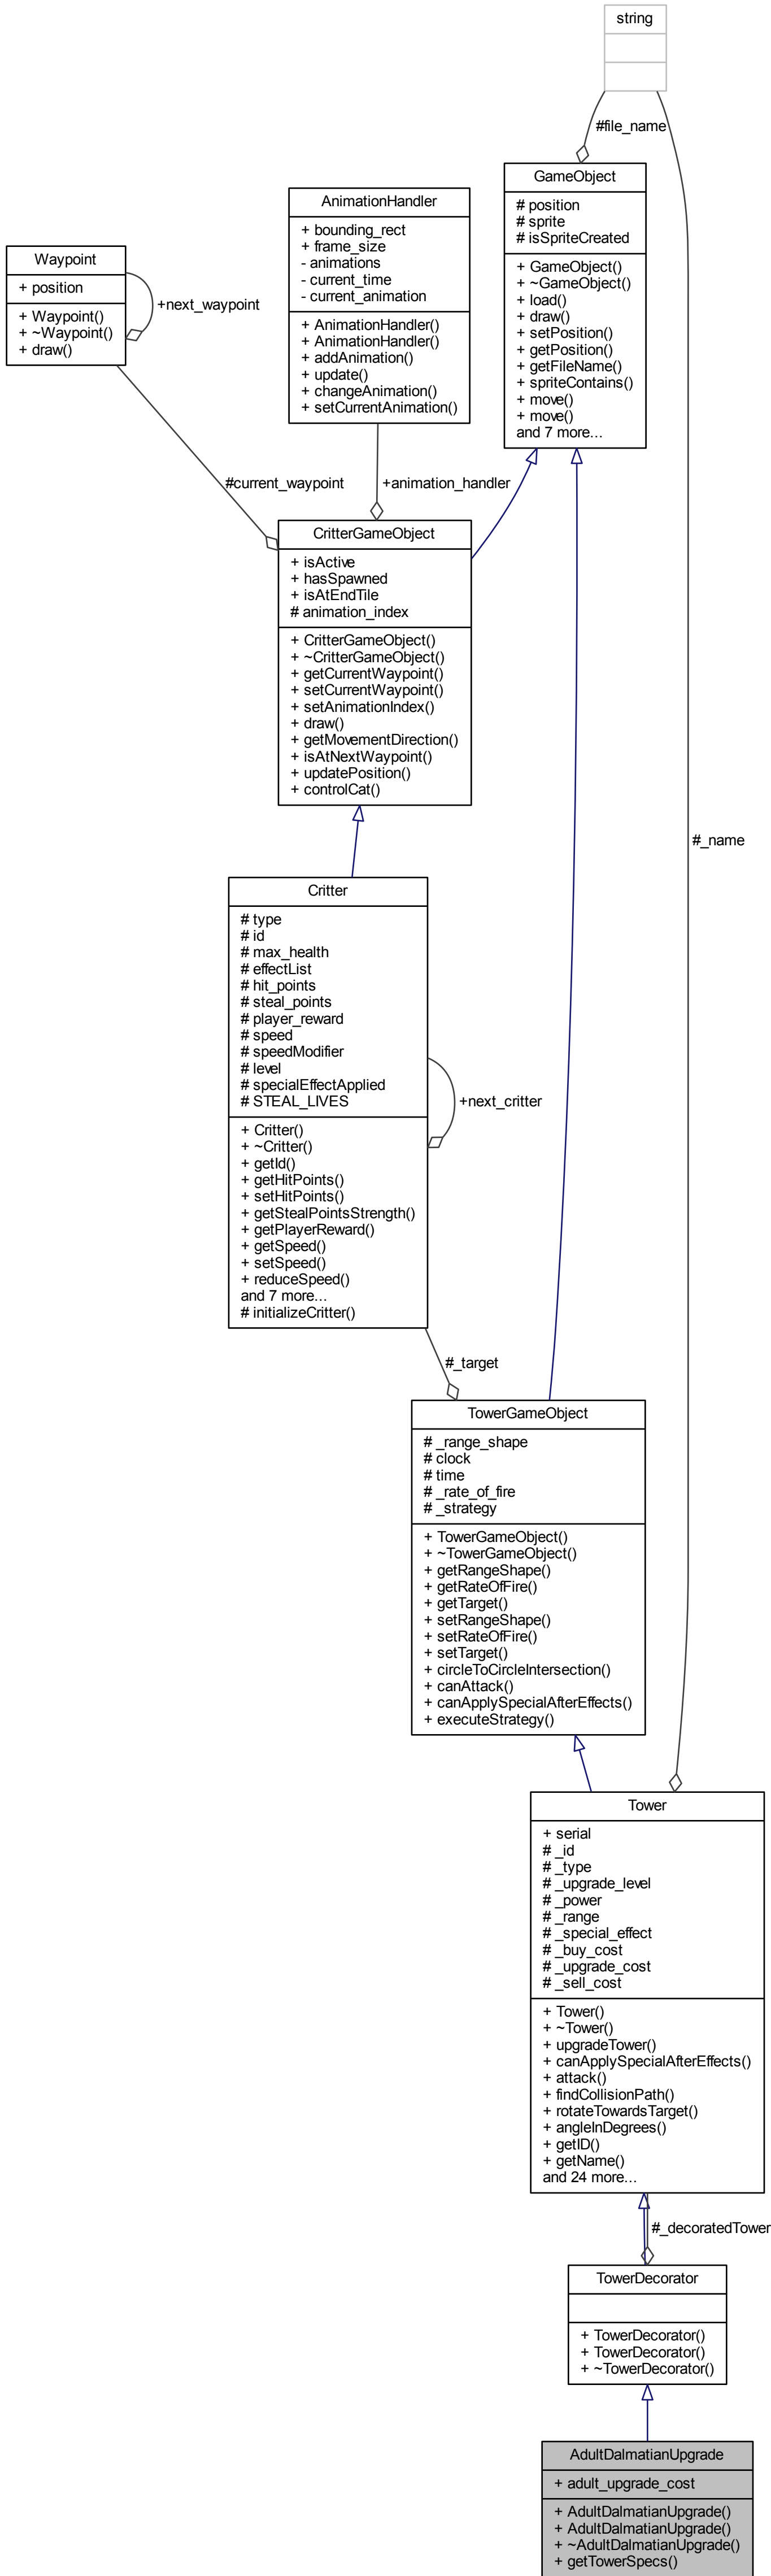 string
#file_name
GameObject
# position
# sprite
# isSpriteCreated
+ GameObject()
+ ~GameObject()
+ load()
+ draw()
+ setPosition()
+ getPosition()
+ getFileName()
+ spriteContains()
+ move()
+ move()
and 7 more...
AnimationHandler
+ bounding_rect
+ frame_size
- animations
- current_time
- current_animation
+ AnimationHandler()
+ AnimationHandler()
+ addAnimation()
+ update()
+ changeAnimation()
+ setCurrentAnimation()
Waypoint
+ position
+ Waypoint()
+ ~Waypoint()
+ draw()
+next_waypoint
#current_waypoint
+animation_handler
CritterGameObject
+ isActive
+ hasSpawned
+ isAtEndTile
# animation_index
+ CritterGameObject()
+ ~CritterGameObject()
+ getCurrentWaypoint()
+ setCurrentWaypoint()
+ setAnimationIndex()
+ draw()
+ getMovementDirection()
+ isAtNextWaypoint()
+ updatePosition()
+ controlCat()
#_name
Critter
# type
# id
# max_health
# effectList
# hit_points
# steal_points
# player_reward
# speed
# speedModifier
# level
# specialEffectApplied
# STEAL_LIVES
+ Critter()
+ ~Critter()
+ getId()
+ getHitPoints()
+ setHitPoints()
+ getStealPointsStrength()
+ getPlayerReward()
+ getSpeed()
+ setSpeed()
+ reduceSpeed()
and 7 more...
# initializeCritter()
+next_critter
#_target
TowerGameObject
# _range_shape
# clock
# time
# _rate_of_fire
# _strategy
+ TowerGameObject()
+ ~TowerGameObject()
+ getRangeShape()
+ getRateOfFire()
+ getTarget()
+ setRangeShape()
+ setRateOfFire()
+ setTarget()
+ circleToCircleIntersection()
+ canAttack()
+ canApplySpecialAfterEffects()
+ executeStrategy()
Tower
+ serial
# _id
# _type
# _upgrade_level
# _power
# _range
# _special_effect
# _buy_cost
# _upgrade_cost
# _sell_cost
+ Tower()
+ ~Tower()
+ upgradeTower()
+ canApplySpecialAfterEffects()
+ attack()
+ findCollisionPath()
+ rotateTowardsTarget()
+ angleInDegrees()
+ getID()
+ getName()
and 24 more...
#_decoratedTower
TowerDecorator
+ TowerDecorator()
+ TowerDecorator()
+ ~TowerDecorator()
AdultDalmatianUpgrade
+ adult_upgrade_cost
+ AdultDalmatianUpgrade()
+ AdultDalmatianUpgrade()
+ ~AdultDalmatianUpgrade()
+ getTowerSpecs()